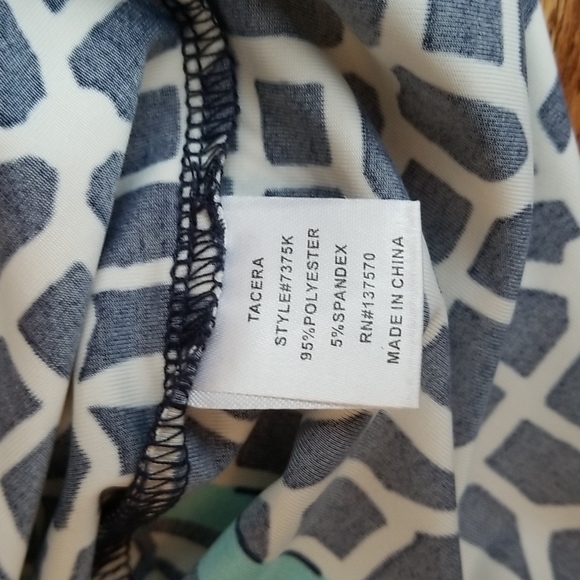 TACERA
STYLE#7375K
95%POLYESTER
5%SPANDEX
RN#137570
MADE IN CHINA